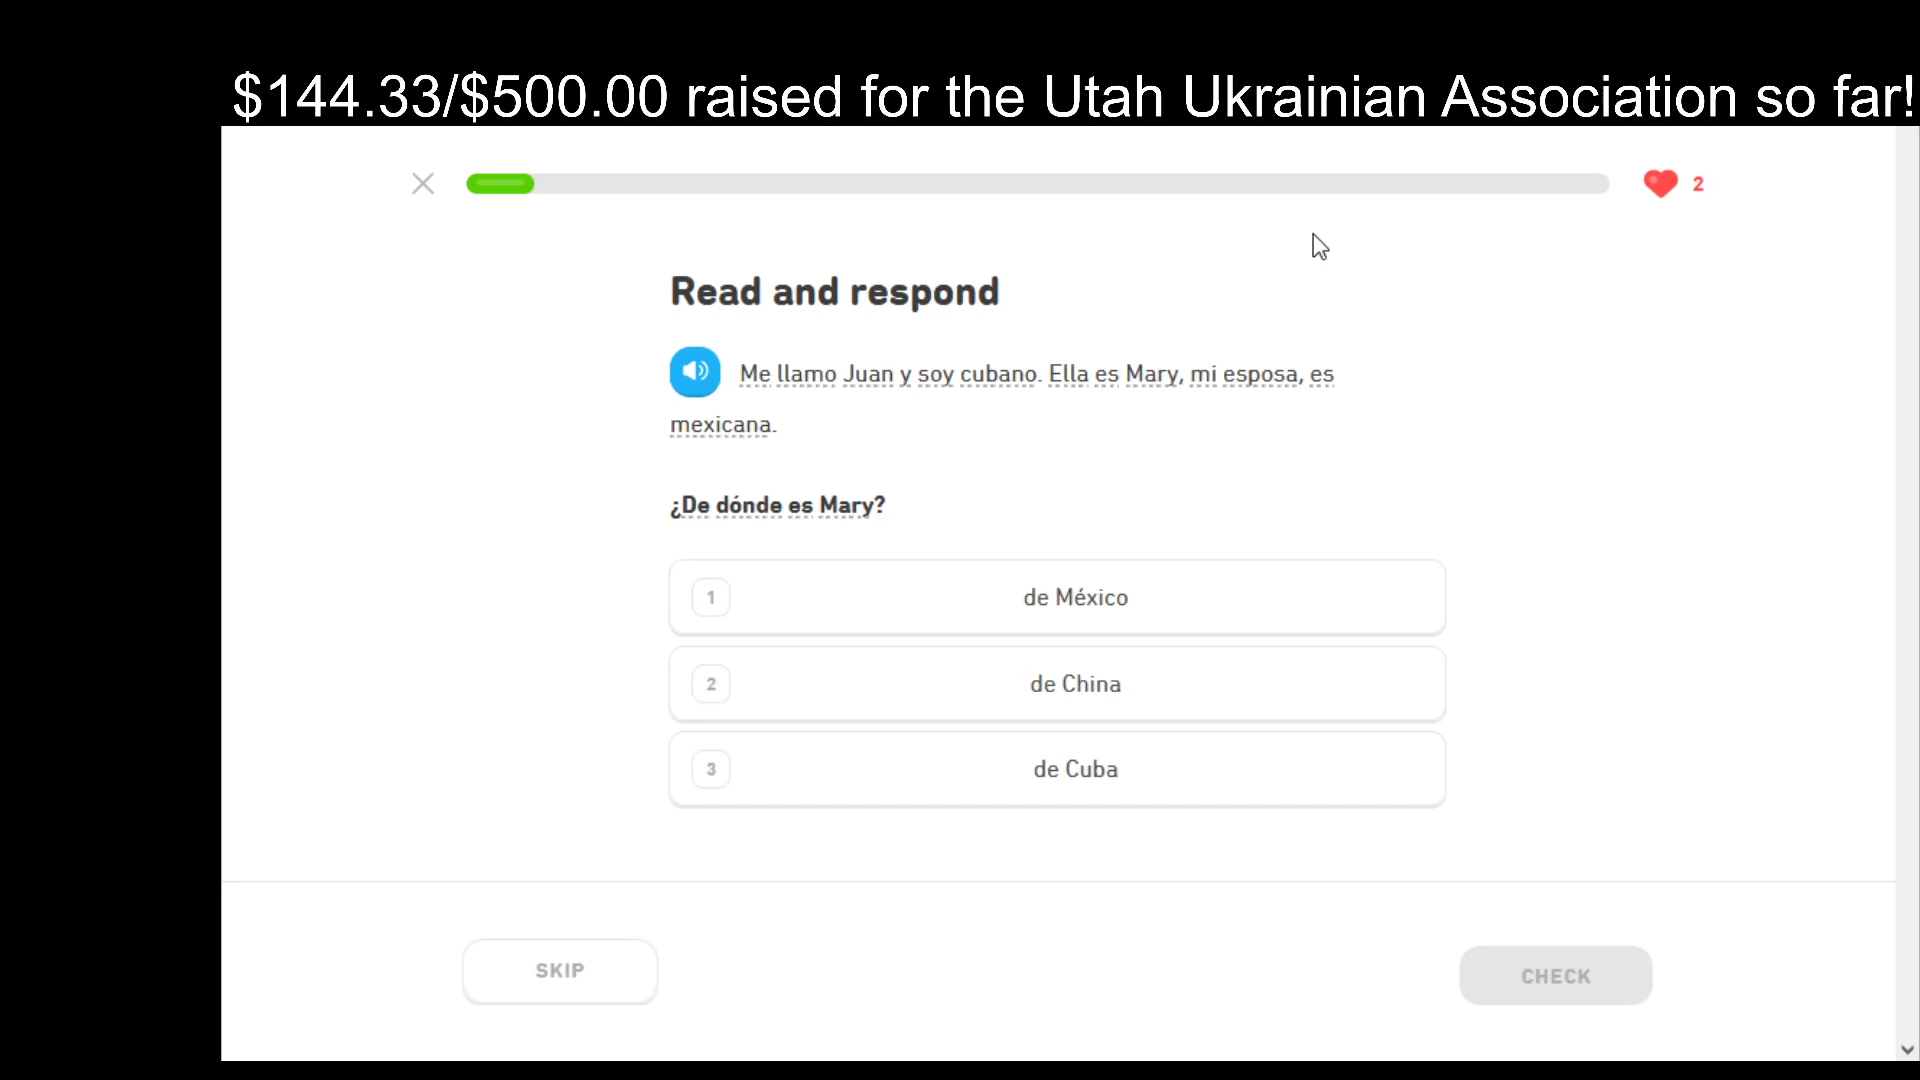 $144.33/$500.00 raised for the Utah Ukrainian Association so far!
2
Read and respond
Me llamo Juan y soy cubano. Ella es Mary, mi esposa, es
mexicana.
¿De dónde es Mary?
1 de México
2 de China
3 de Cuba
SKIP
CHECK